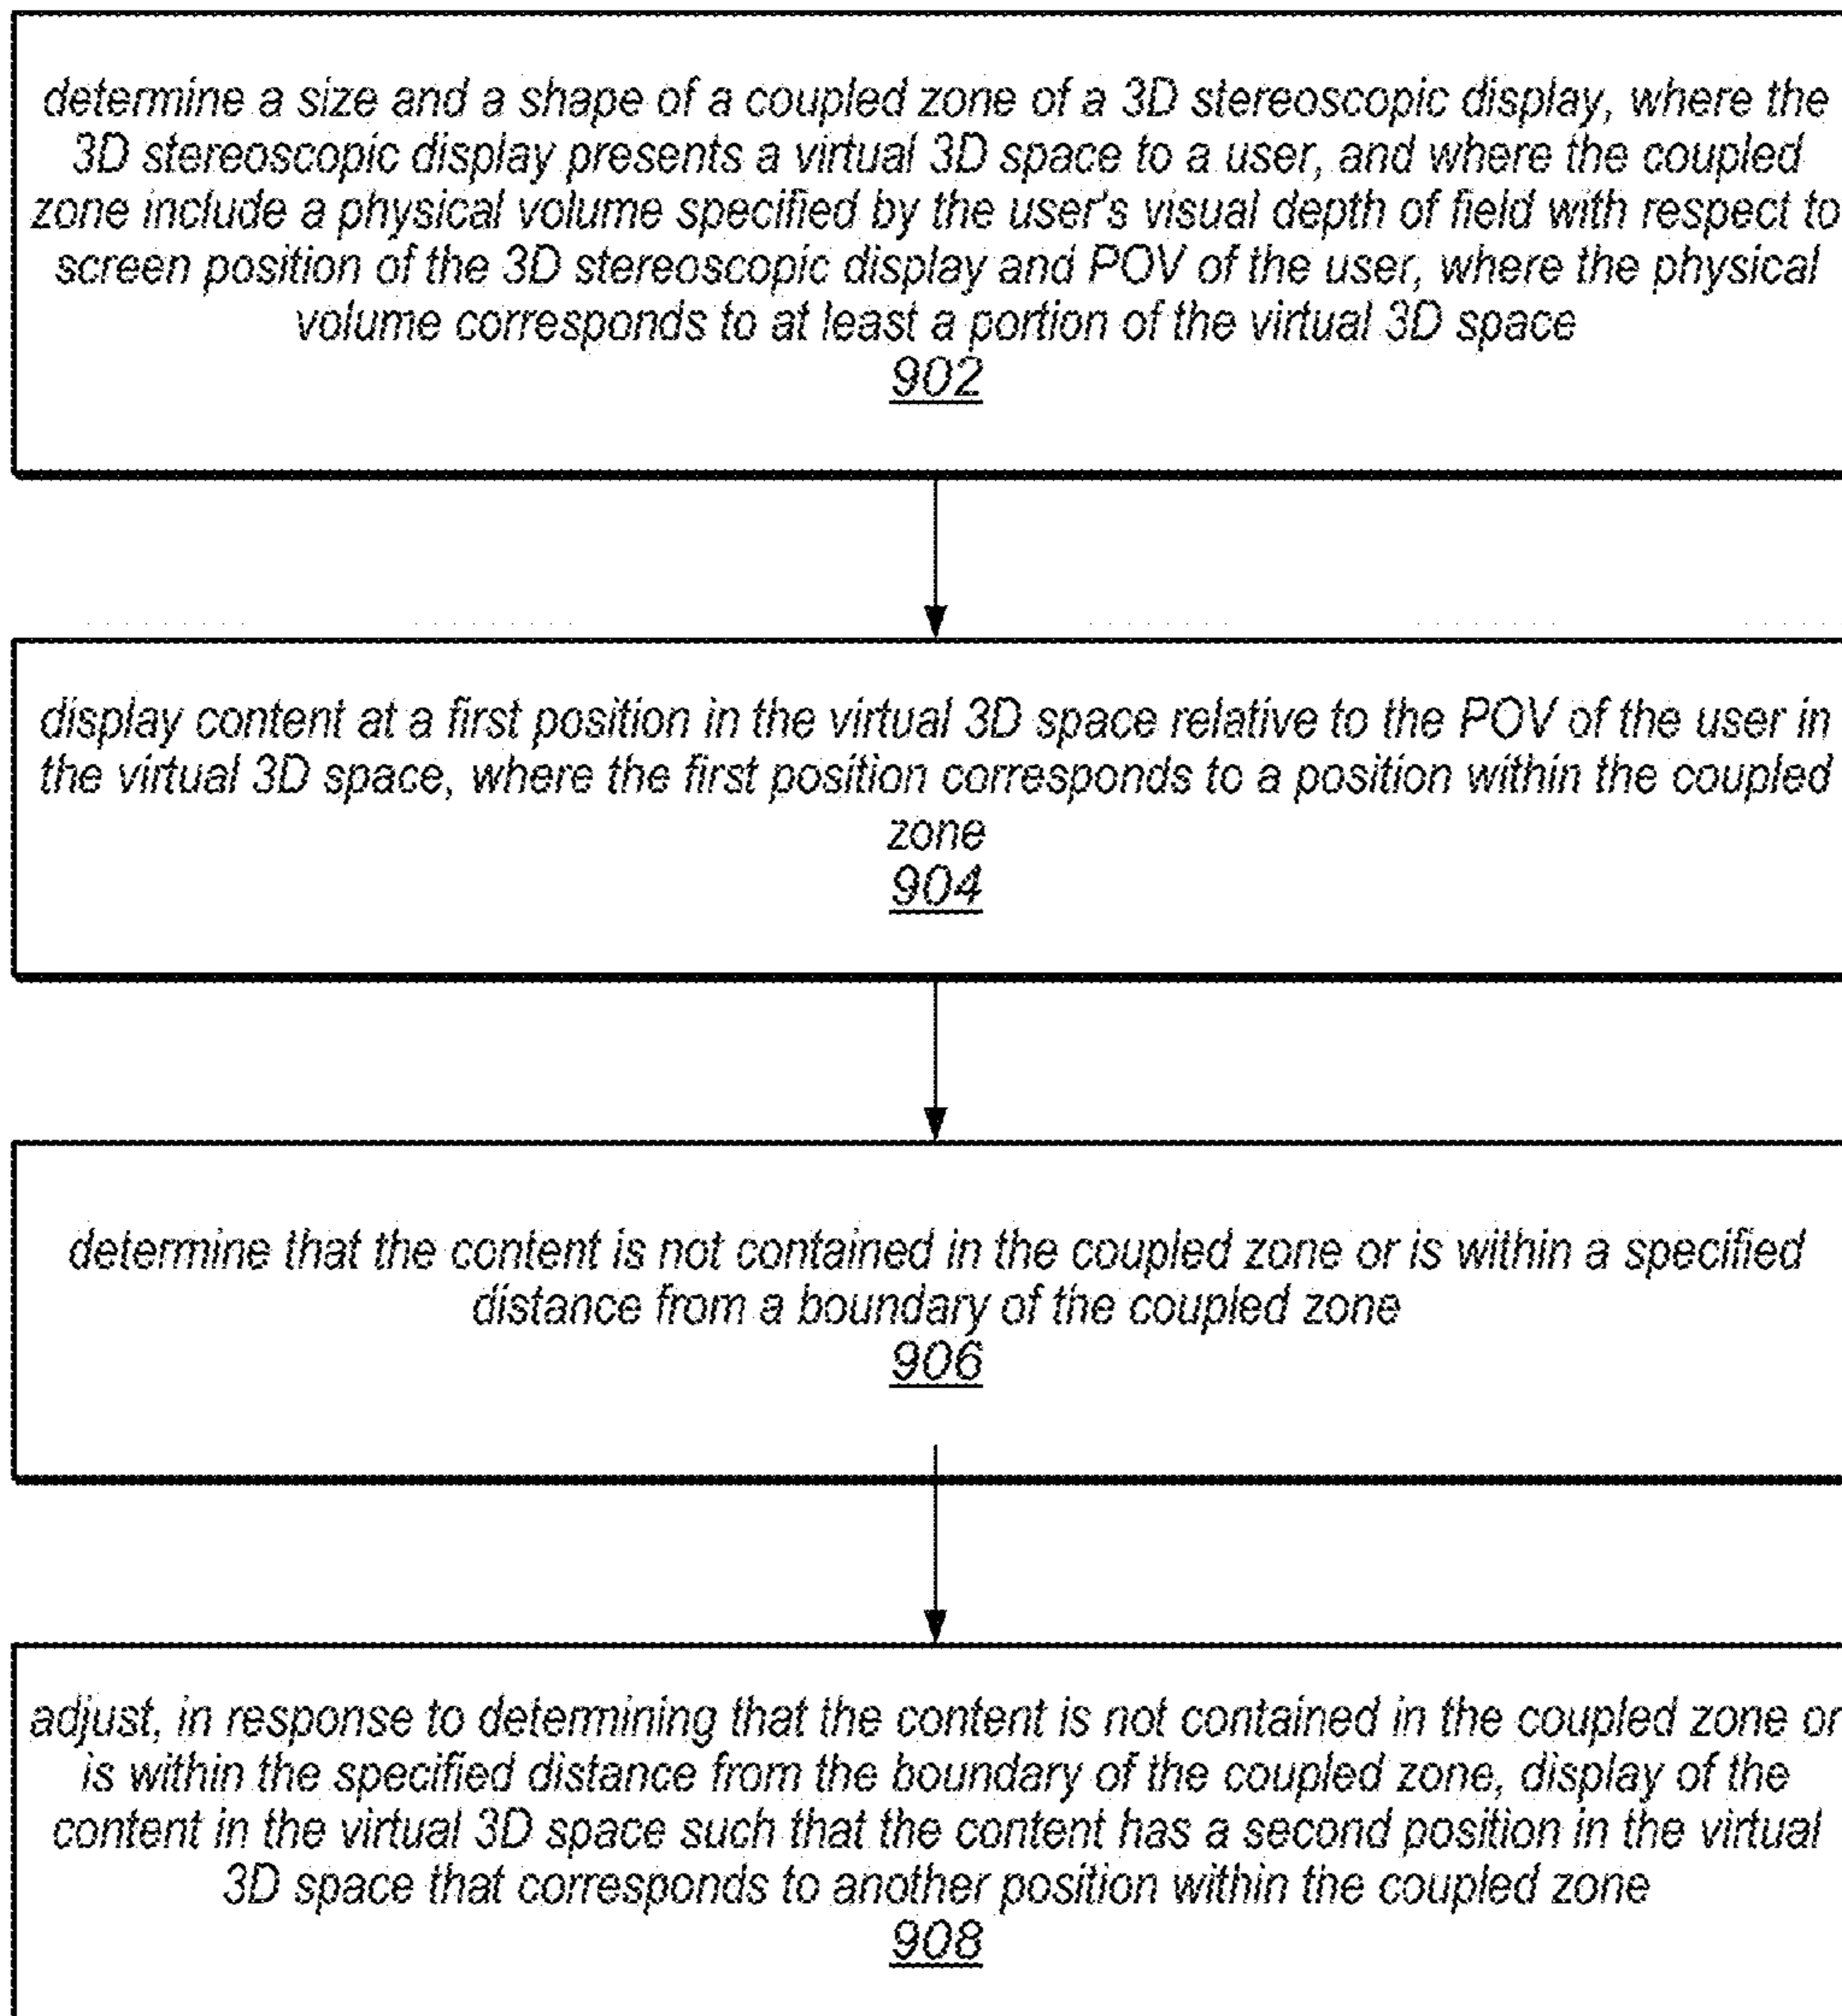 determine a size and a shape of a coupled zone of a 3D stereoscopic display, where the
3D stereoscopic display presents a virtual 3D space to a user, and where the coupled
zone include a physical volume specified by the user's visual depth of field with respect to
screen position of the 3D stereoscopic display and POV of the user, where the physical
volume corresponds to at least a portion of the virtual 3D space
902
display content at a first position in the virtual 3D space relative to the POV of the user in
the virtual 3D space, where the first position corresponds to a position within the coupled
zone
904
determine that the content is not contained in the coupled zone or is within a specified
distance from a boundary of the coupled zone
906
adjust, in response to determining that the content is not contained in the coupled zone or
is within the specified distance from the boundary of the coupled zone, display of the
content in the virtual 3D space such that the content has a second position in the virtual
3D space that corresponds to another position within the coupled zone
908